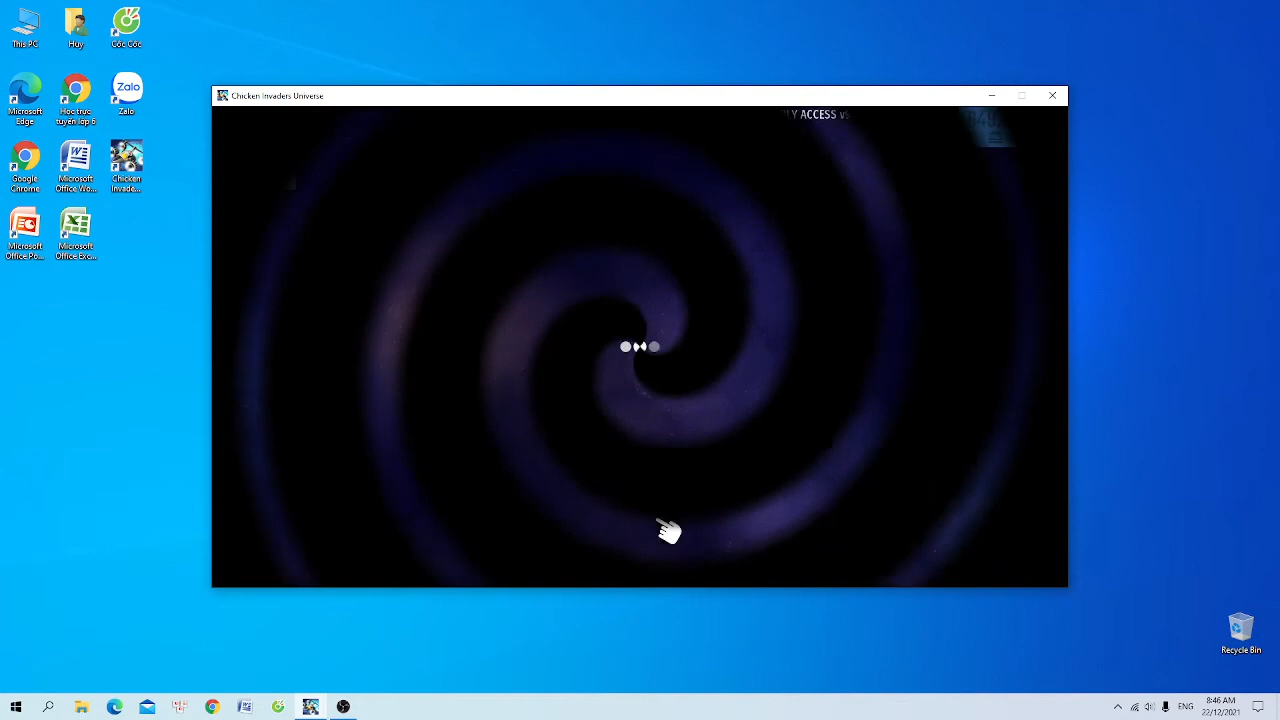 This PC
Huy
Cốc Cốc
Microsoft
Edge
Học trực
tuyến lớp 6
Zalo
Google
Chrome
Microsoft
Office Wo...
Chicken
Invade...
Microsoft
Office Po...
Microsoft
Office Exc...
Chicken Invaders Universe
LY ACCESS v
Recycle Bin
ENG
8:46 AM
22/12/2021